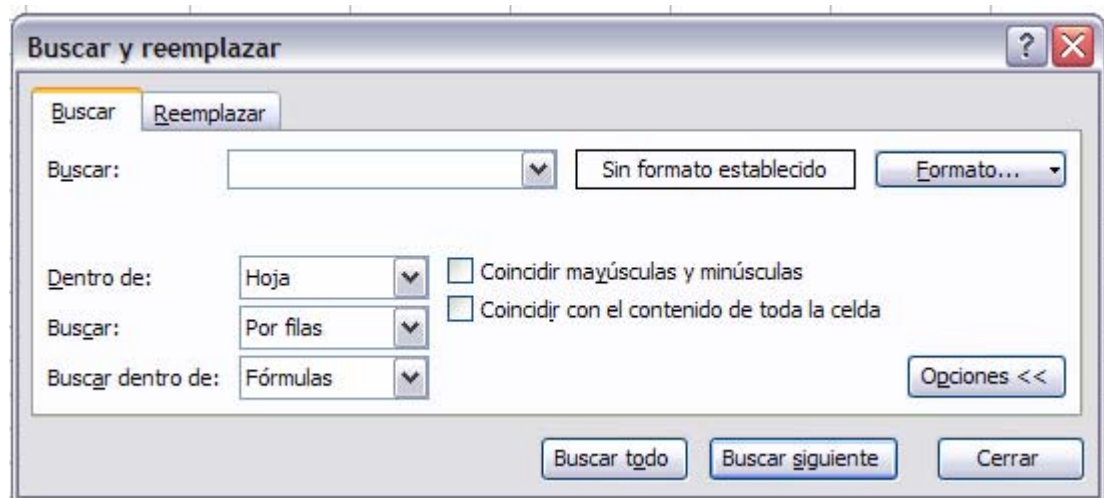 Buscar y reemplazar
Buscar Reemplazar
Buscar: Sin formato establecido Formato...
Dentro de: Hoja Coincidir mayúsculas y minúsculas
Buscar: Por filas Coincidir con el contenido de toda la celda
Buscar dentro de: Fórmulas Opciones <<
Buscar todo Buscar siguiente Cerrar